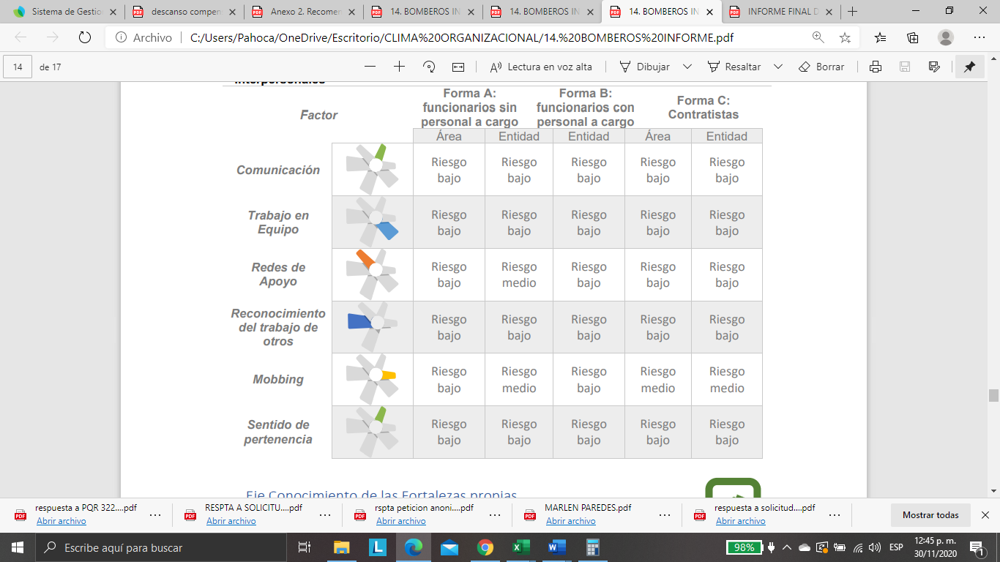 Sistema de Gestio
descanso compen
Anexo 2. Recomen
14. BOMBEROS IN
14. BOMBEROS IN
14. BOMBEROS IN
INFORME FINAL D
Archivo
C:/Users/Pahoca/OneDrive/Escritorio/CLIMA%20ORGANIZACIONAL/14.%20BOMBEROS%20INFORME.pdf
14 de 17
Lectura en voz alta
Dibujar
Resaltar
Borrar
Interpersonales
Factor
Forma A:
funcionarios sin
personal a cargo
Forma B:
funcionarios con
personal a cargo
Forma C:
Contratistas
Área Entidad Entidad Área Entidad
Comunicación
Riesgo Riesgo Riesgo Riesgo Riesgo
bajo bajo bajo bajo bajo
Trabajo en
Equipo
Riesgo Riesgo Riesgo Riesgo Riesgo
bajo bajo bajo bajo bajo
Redes de
Apoyo
Riesgo Riesgo Riesgo Riesgo Riesgo
bajo medio bajo bajo bajo
Reconocimiento
del trabajo de
otros
Riesgo Riesgo Riesgo Riesgo Riesgo
bajo bajo bajo bajo bajo
Mobbing
Riesgo Riesgo Riesgo Riesgo Riesgo
bajo medio bajo medio medio
Sentido de
pertenencia
Riesgo Riesgo Riesgo Riesgo Riesgo
bajo bajo bajo bajo bajo
Eje Conocimiento de las Fortalezas propias
respuesta a PQR 322....pdf
Abrir archivo
RESPTA A SOLICITU....pdf
Abrir archivo
rspta peticion anoni....pdf
Abrir archivo
MARLEN PAREDES.pdf
Abrir archivo
respuesta a solicitud....pdf
Abrir archivo
Mostrar todas
Escribe aquí para buscar
98%
ESP
12:45 p. m.
30/11/2020
1